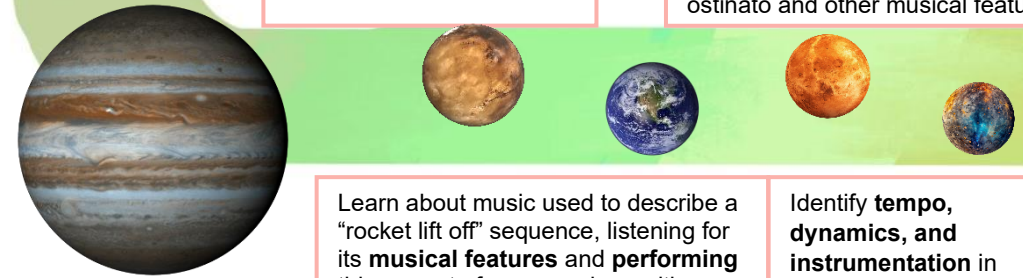 ostinato and other musical featu
Learn about music used to describe a
“rocket lift off” sequence, listening for
its musical features and performing
Identify tempo,
dynamics, and
instrumentation in